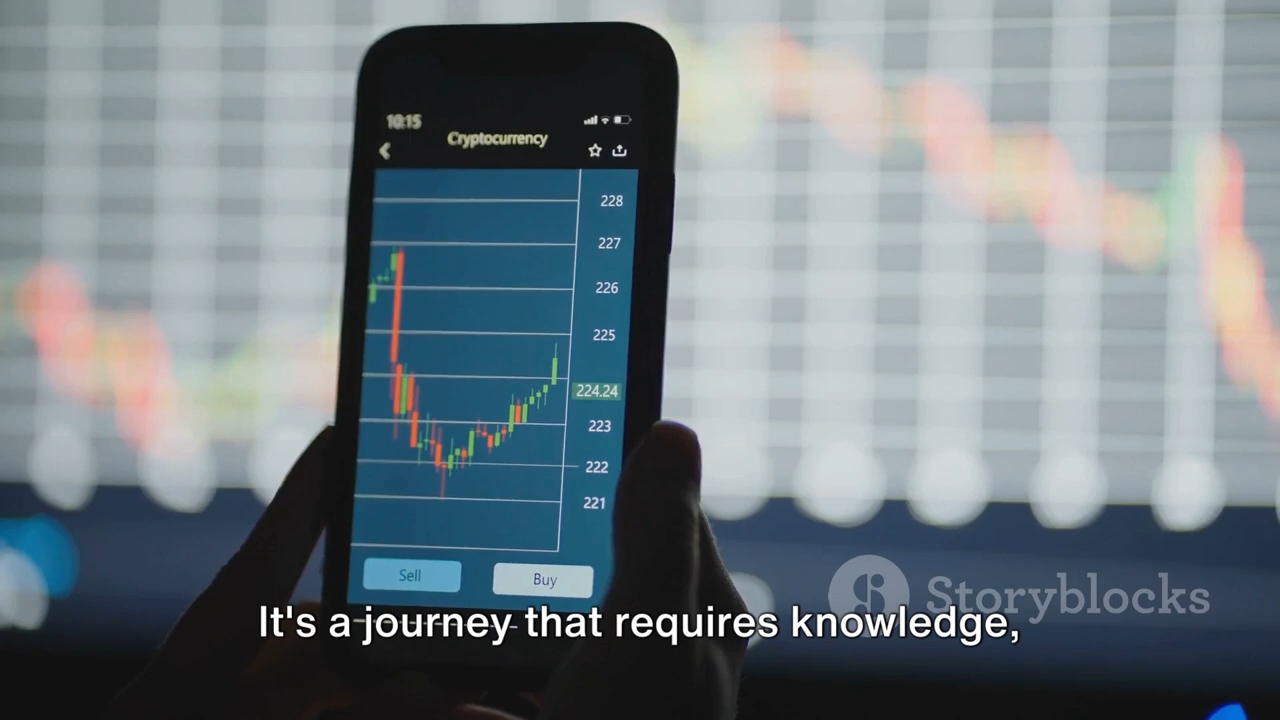 10:15
Cryptocurrency
228
227
226
225
224.24
223
222
221
Sell
Buy
Storyblocks
It's a journey that requires knowledge,